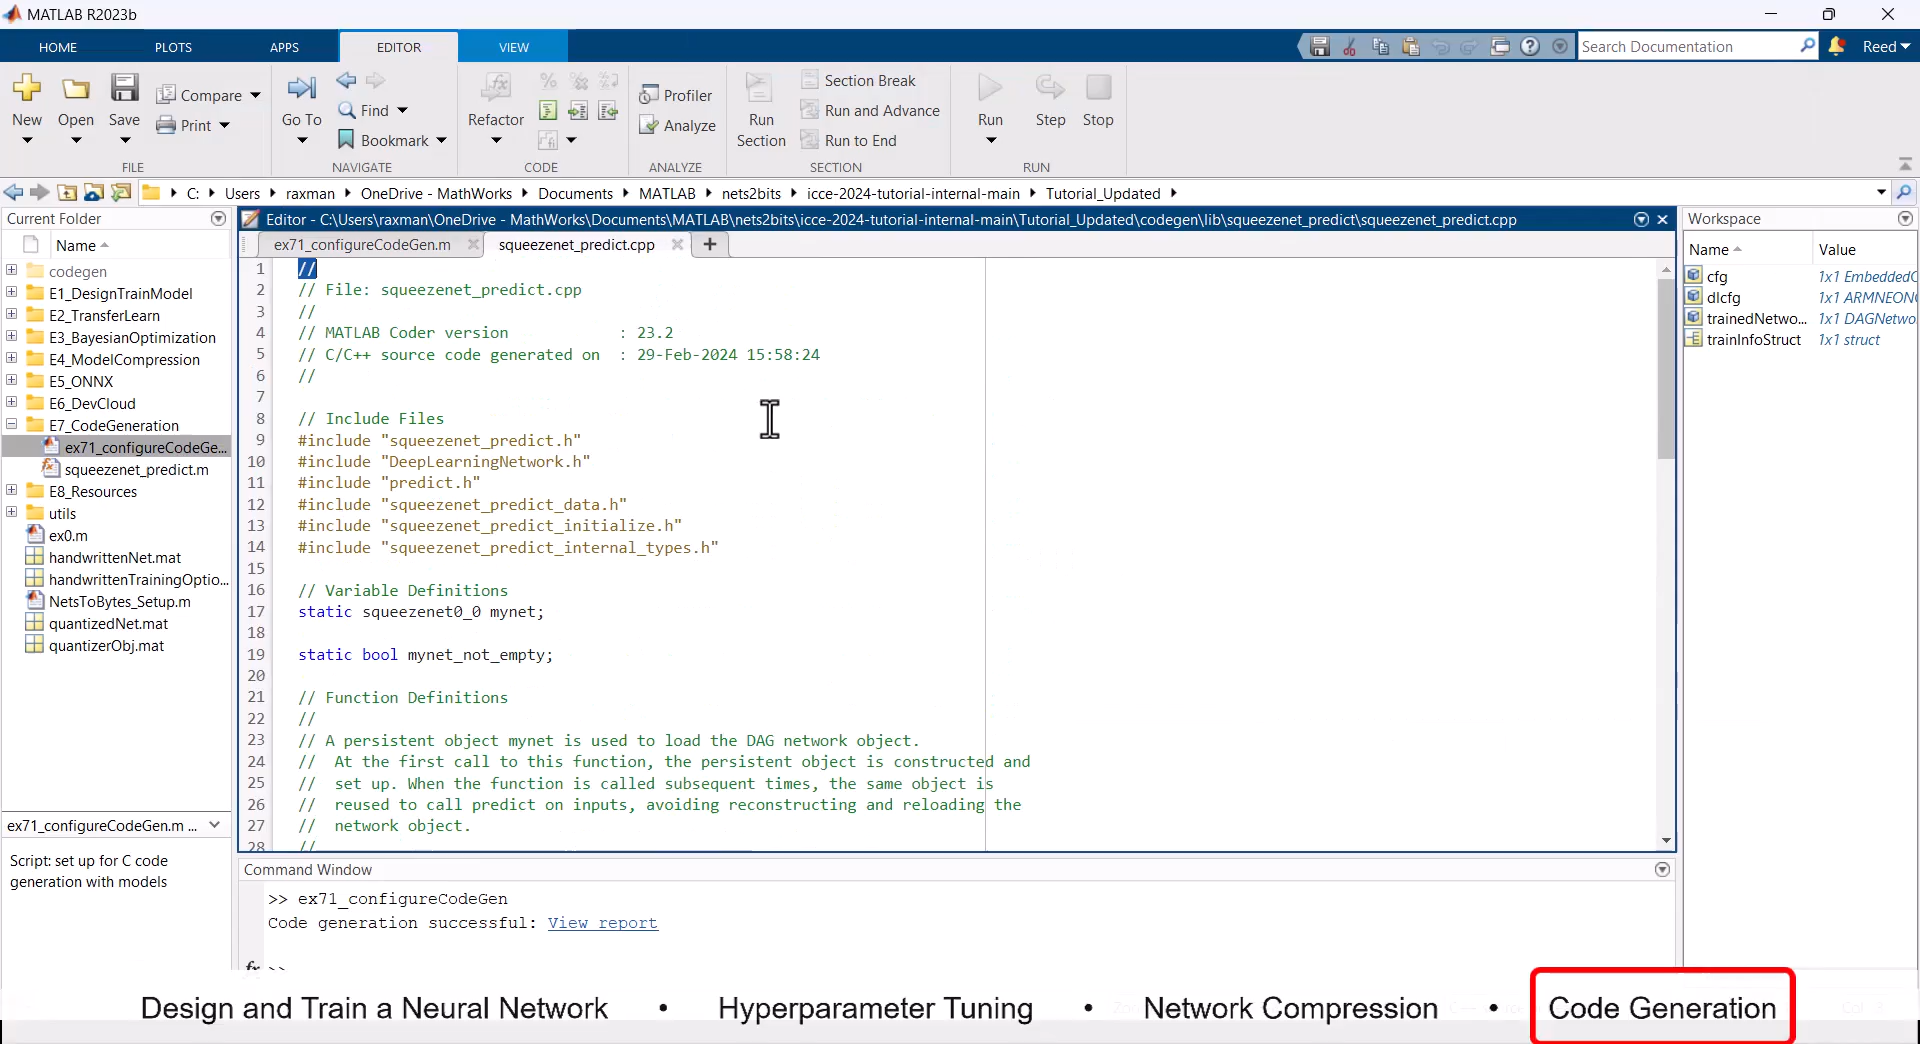 MATLAB R2023b
HOME PLOTS APPS EDITOR VIEW
Search Documentation
Reed
New Open Save Compare Print
FILE
Go To Find Bookmark
NAVIGATE
Refactor
CODE
Profiler
Analyze
ANALYZE
Run Section
Section Break
Run and Advance
Run to End
SECTION
Run Step Stop
RUN
C: Users raxman OneDrive - MathWorks Documents MATLAB nets2bits icce-2024-tutorial-internal-main Tutorial_Updated
Current Folder
Name
codegen
E1_DesignTrainModel
E2_TransferLearn
E3_BayesianOptimization
E4_ModelCompression
E5_ONNX
E6_DevCloud
E7_CodeGeneration
ex71_configureCodeGe...
squeezenet_predict.m
E8_Resources
utils
ex0.m
handwrittenNet.mat
handwrittenTrainingOptio...
NetsToBytes_Setup.m
quantizedNet.mat
quantizerObj.mat
ex71_configureCodeGen.m ...
Script: set up for C code
generation with models
Editor - C:\Users\raxman\OneDrive - MathWorks\Documents\MATLAB\nets2bits\icce-2024-tutorial-internal-main\Tutorial_Updated\codegen\lib\squeezenet_predict\squeezenet_predict.cpp
ex71_configureCodeGen.m squeezenet_predict.cpp
1 //
2 // File: squeezenet_predict.cpp
3 //
4 // MATLAB Coder version : 23.2
5 // C/C++ source code generated on : 29-Feb-2024 15:58:24
6 //
7
8 // Include Files
9 #include "squeezenet_predict.h"
10 #include "DeepLearningNetwork.h"
11 #include "predict.h"
12 #include "squeezenet_predict_data.h"
13 #include "squeezenet_predict_initialize.h"
14 #include "squeezenet_predict_internal_types.h"
15
16 // Variable Definitions
17 static squeezenet0_0 mynet;
18
19 static bool mynet_not_empty;
20
21 // Function Definitions
22 //
23 // A persistent object mynet is used to load the DAG network object.
24 // At the first call to this function, the persistent object is constructed and
25 // set up. When the function is called subsequent times, the same object is
26 // reused to call predict on inputs, avoiding reconstructing and reloading the
27 // network object.
28 //
Command Window
>> ex71_configureCodeGen
Code generation successful: View report
fx >>
Workspace
Name Value
cfg 1x1 EmbeddedC
dlcfg 1x1 ARMNEON
trainedNetwo... 1x1 DAGNetwo
trainInfoStruct 1x1 struct
Design and Train a Neural Network • Hyperparameter Tuning • Network Compression • Code Generation